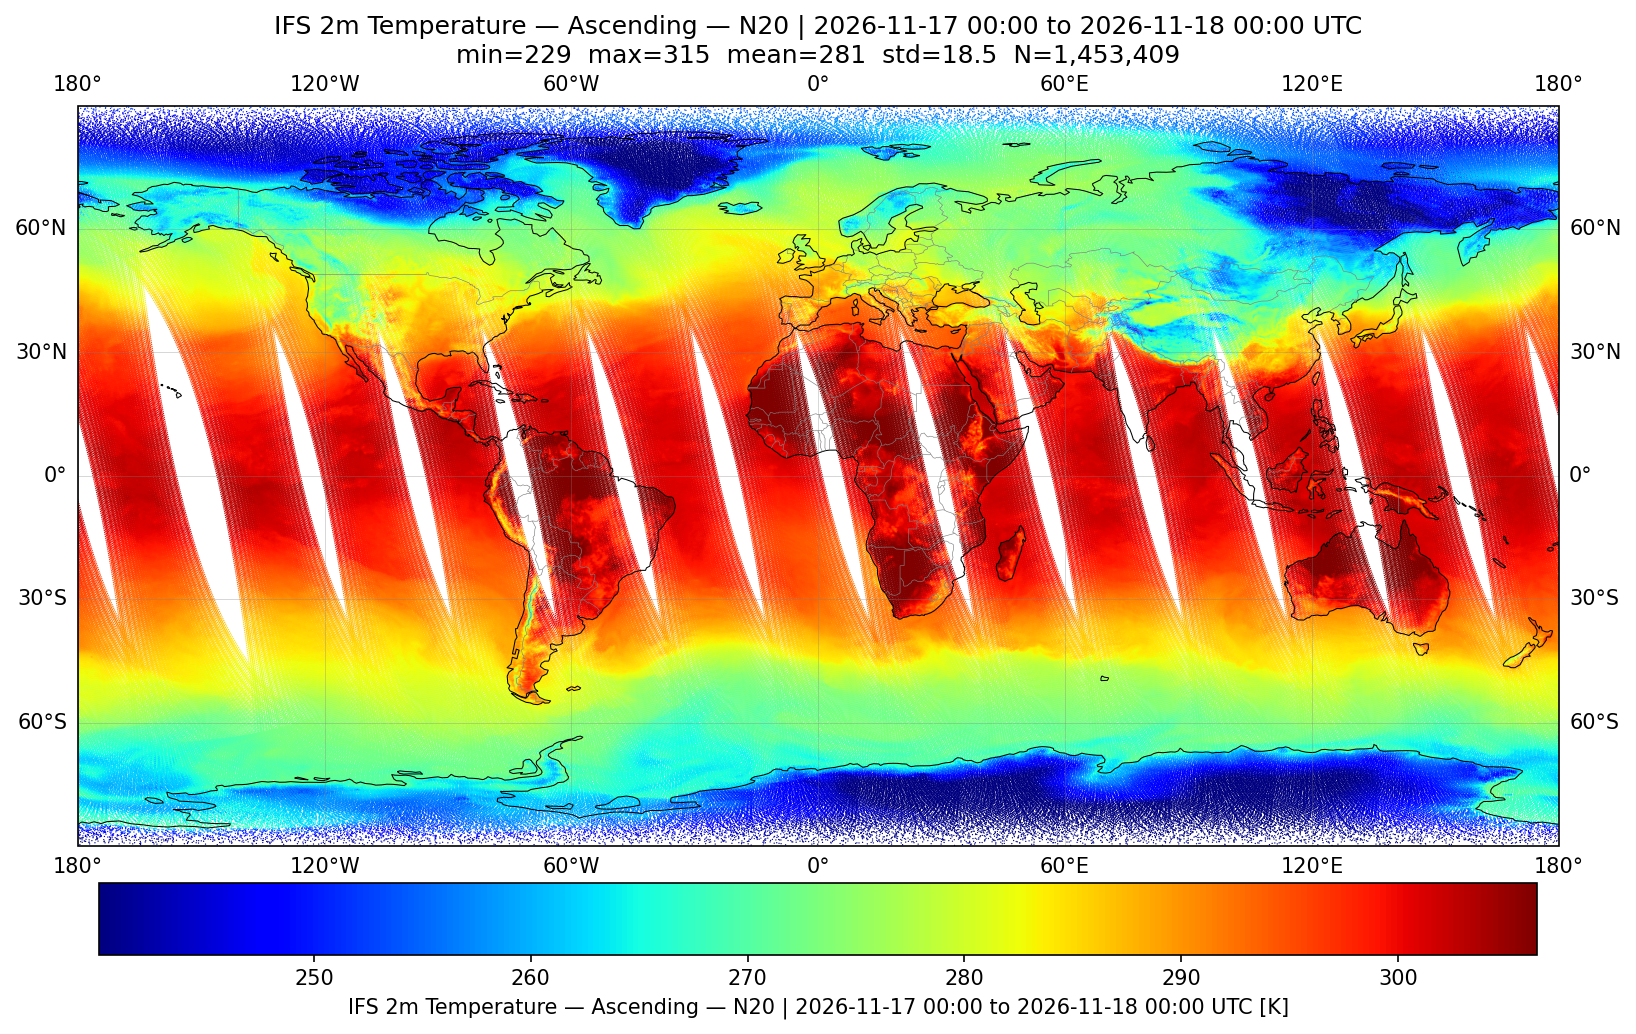 IFS 2m Temperature — Ascending — N20 | 2026-11-17 00:00 to 2026-11-18 00:00 UTC
min=229  max=315  mean=281  std=18.5  N=1,453,409
180° 120°W 60°W 0° 60°E 120°E 180°
60°N 60°N
30°N 30°N
0° 0°
30°S 30°S
60°S 60°S
180° 120°W 60°W 0° 60°E 120°E 180°
250 260 270 280 290 300
IFS 2m Temperature — Ascending — N20 | 2026-11-17 00:00 to 2026-11-18 00:00 UTC [K]